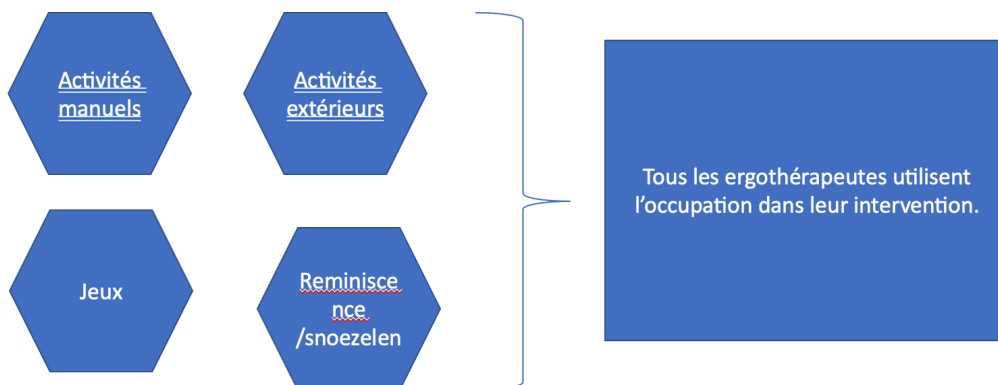 Activités
manuels
Activités
extérieurs
Jeux
Reminisce
nce
/snoezelen
Tous les ergothérapeutes utilisent
l’occupation dans leur intervention.